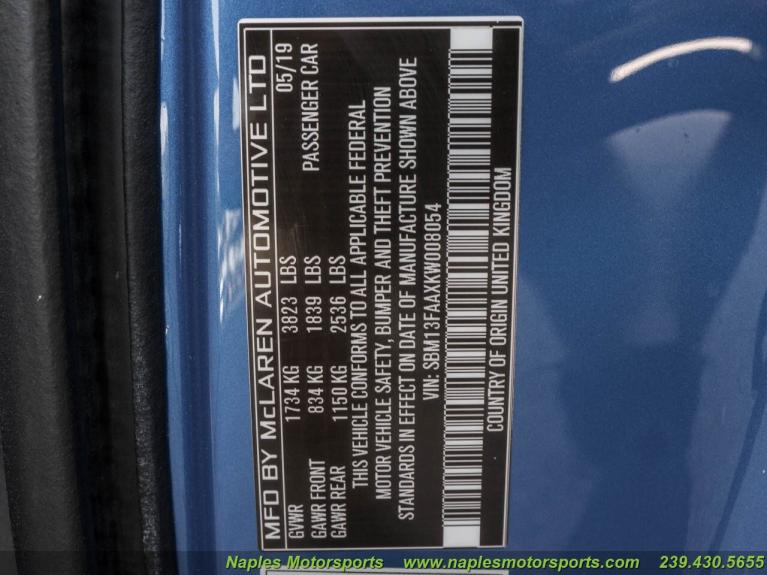 MFD BY McLAREN AUTOMOTIVE LTD
GVWR 1734 KG 3823 LBS 05/19
GAWR FRONT 834 KG 1839 LBS PASSENGER CAR
GAWR REAR 1150 KG 2536 LBS
THIS VEHICLE CONFORMS TO ALL APPLICABLE FEDERAL
MOTOR VEHICLE SAFETY, BUMPER AND THEFT PREVENTION
STANDARDS IN EFFECT ON DATE OF MANUFACTURE SHOWN ABOVE
VIN: SBM13FAAXKW008054
COUNTRY OF ORIGIN UNITED KINGDOM
Naples Motorsports www.naplesmotorsports.com 239.430.5655